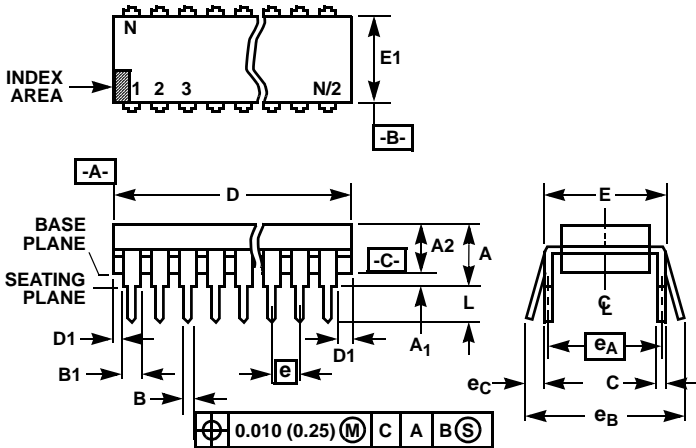 N
E1
INDEX
AREA
1 2 3 N/2
-B-
-A-
D
E
BASE
PLANE
A2
A
-C-
SEATING
PLANE
L
D1
A1
D1
B1
e
eA
B
eC
C
eB
0.010 (0.25) M C A B S